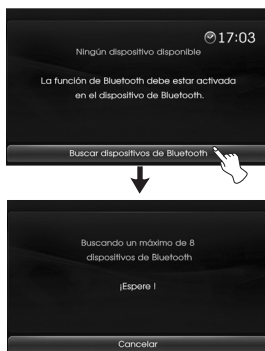 17:03
Ningún dispositivo disponible
La función de Bluetooth debe estar activada
en el dispositivo de Bluetooth.
Buscar dispositivos de Bluetooth
Buscando un máximo de 8
dispositivos de Bluetooth
¡Espere !
Cancelar